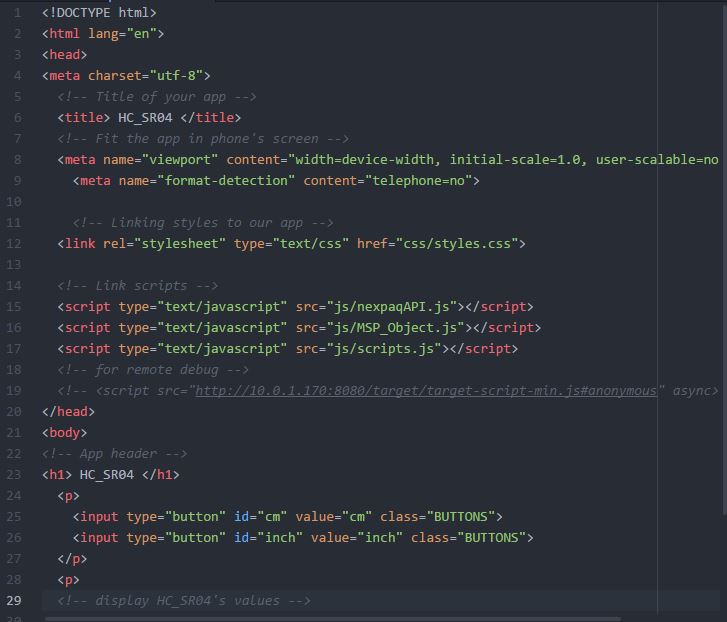 1 <!DOCTYPE html>
2 <html lang="en">
3 <head>
4 <meta charset="utf-8">
5   <!-- Title of your app -->
6   <title> HC_SR04 </title>
7   <!-- Fit the app in phone's screen -->
8   <meta name="viewport" content="width=device-width, initial-scale=1.0, user-scalable=no
9     <meta name="format-detection" content="telephone=no">
10
11     <!-- Linking styles to our app -->
12   <link rel="stylesheet" type="text/css" href="css/styles.css">
13
14   <!-- Link scripts -->
15   <script type="text/javascript" src="js/nexpaqAPI.js"></script>
16   <script type="text/javascript" src="js/MSP_Object.js"></script>
17   <script type="text/javascript" src="js/scripts.js"></script>
18   <!-- for remote debug -->
19   <!-- <script src="http://10.0.1.170:8080/target/target-script-min.js#anonymous" async>
20 </head>
21 <body>
22 <!-- App header -->
23 <h1> HC_SR04 </h1>
24   <p>
25     <input type="button" id="cm" value="cm" class="BUTTONS">
26     <input type="button" id="inch" value="inch" class="BUTTONS">
27   </p>
28   <p>
29   <!-- display HC_SR04's values -->
30